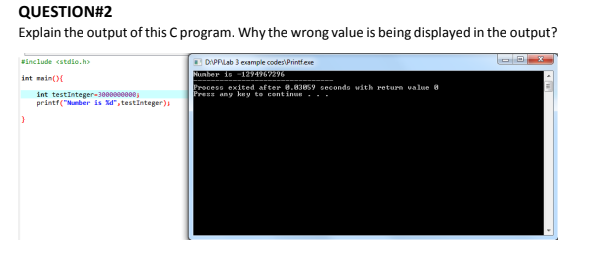 QUESTION#2
Explain the output of this C program. Why the wrong value is being displayed in the output?
#include <stdio.h>
int main(){
int testInteger=3000000000;
printf("Number is %d",testInteger);
}
D:\PF\Lab 3 example codes\Printf.exe
Number is -1294967296
--------------------------------
Process exited after 0.03059 seconds with return value 0
Press any key to continue . . .